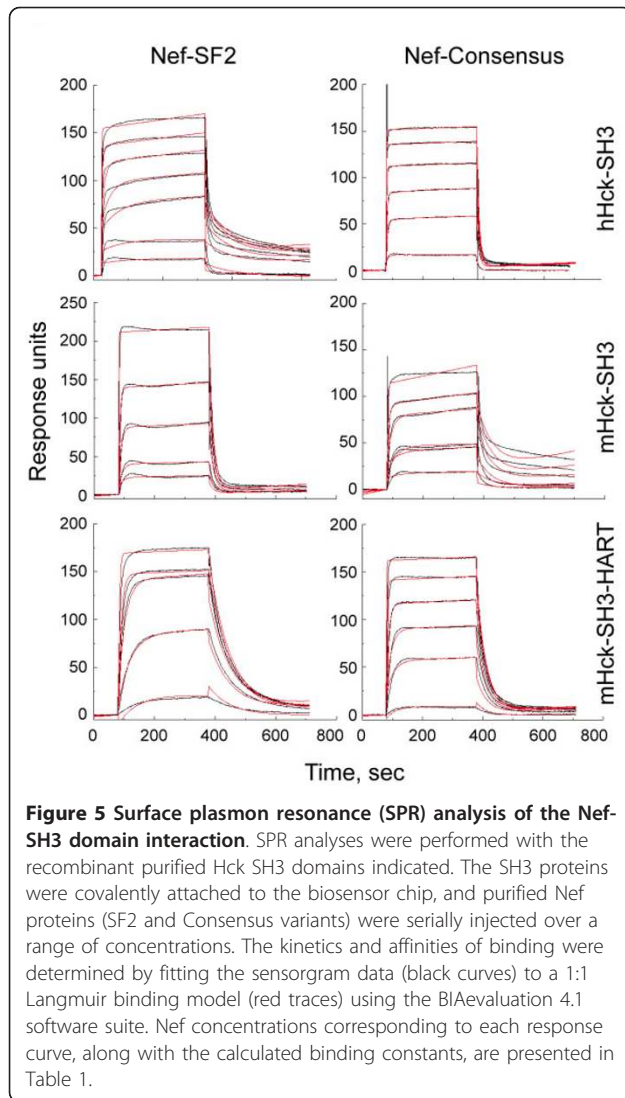 Nef-SF2 Nef-Consensus
200
150
100
50
0
200
150
100
50
0
hHck-SH3
250
200
150
100
50
0
200
150
100
50
0
mHck-SH3
Response units
200
150
100
50
0
200
150
100
50
0
mHck-SH3-HART
0 200 400 600 0 200 400 600 800
Time, sec
Figure 5 Surface plasmon resonance (SPR) analysis of the Nef-
SH3 domain interaction. SPR analyses were performed with the
recombinant purified Hck SH3 domains indicated. The SH3 proteins
were covalently attached to the biosensor chip, and purified Nef
proteins (SF2 and Consensus variants) were serially injected over a
range of concentrations. The kinetics and affinities of binding were
determined by fitting the sensorgram data (black curves) to a 1:1
Langmuir binding model (red traces) using the BIAevaluation 4.1
software suite. Nef concentrations corresponding to each response
curve, along with the calculated binding constants, are presented in
Table 1.